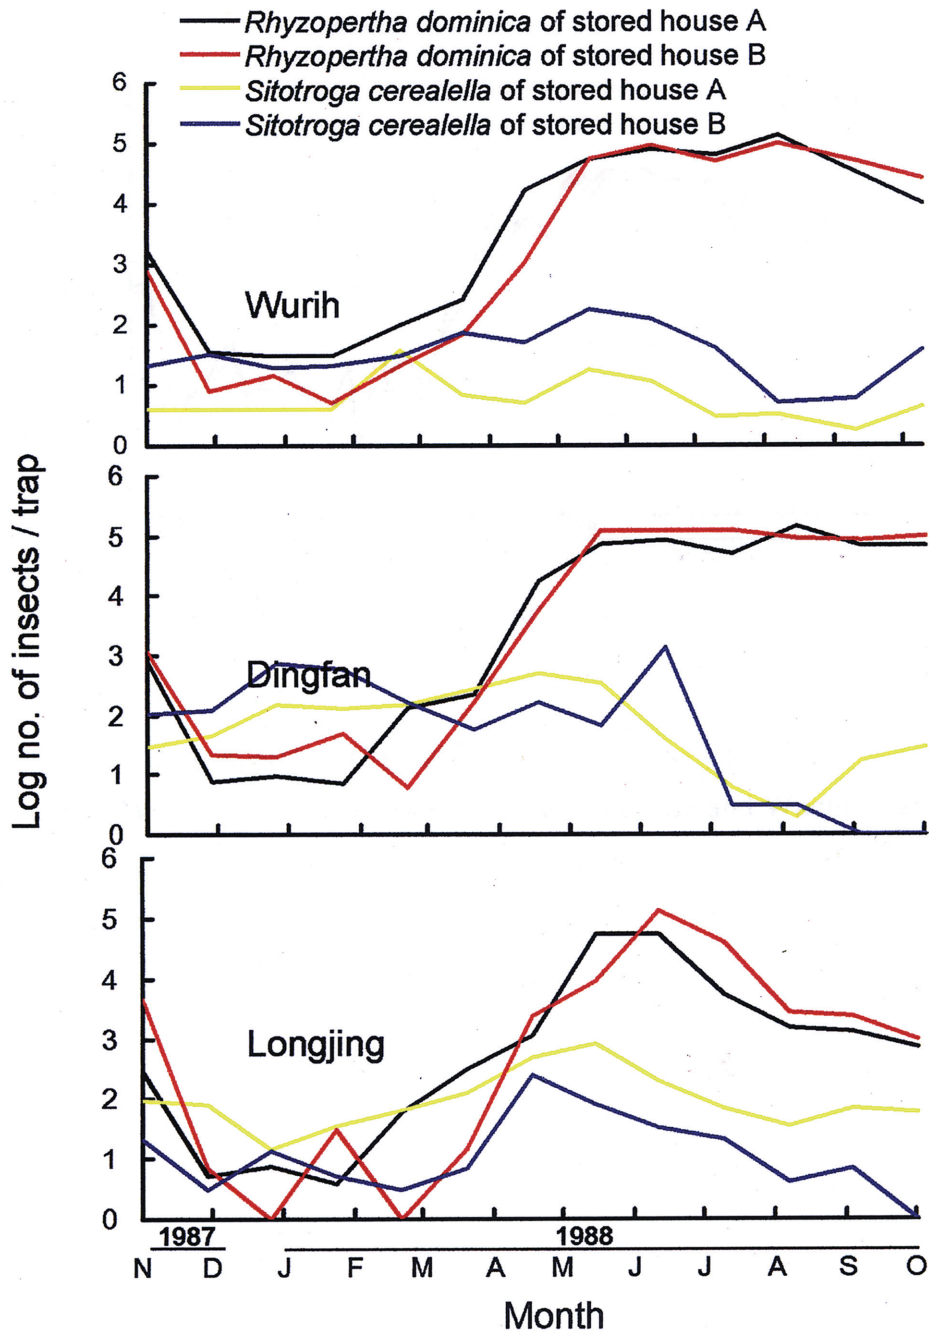 Rhyzopertha dominica of stored house A
Rhyzopertha dominica of stored house B
Sitotroga cerealella of stored house A
Sitotroga cerealella of stored house B
6
5
4
3
2
1
0
Wurih
6
5
4
3
2
1
0
Dingfan
6
5
4
3
2
1
0
Longjing
Log no. of insects / trap
1987 1988
N D J F M A M J J A S O
Month